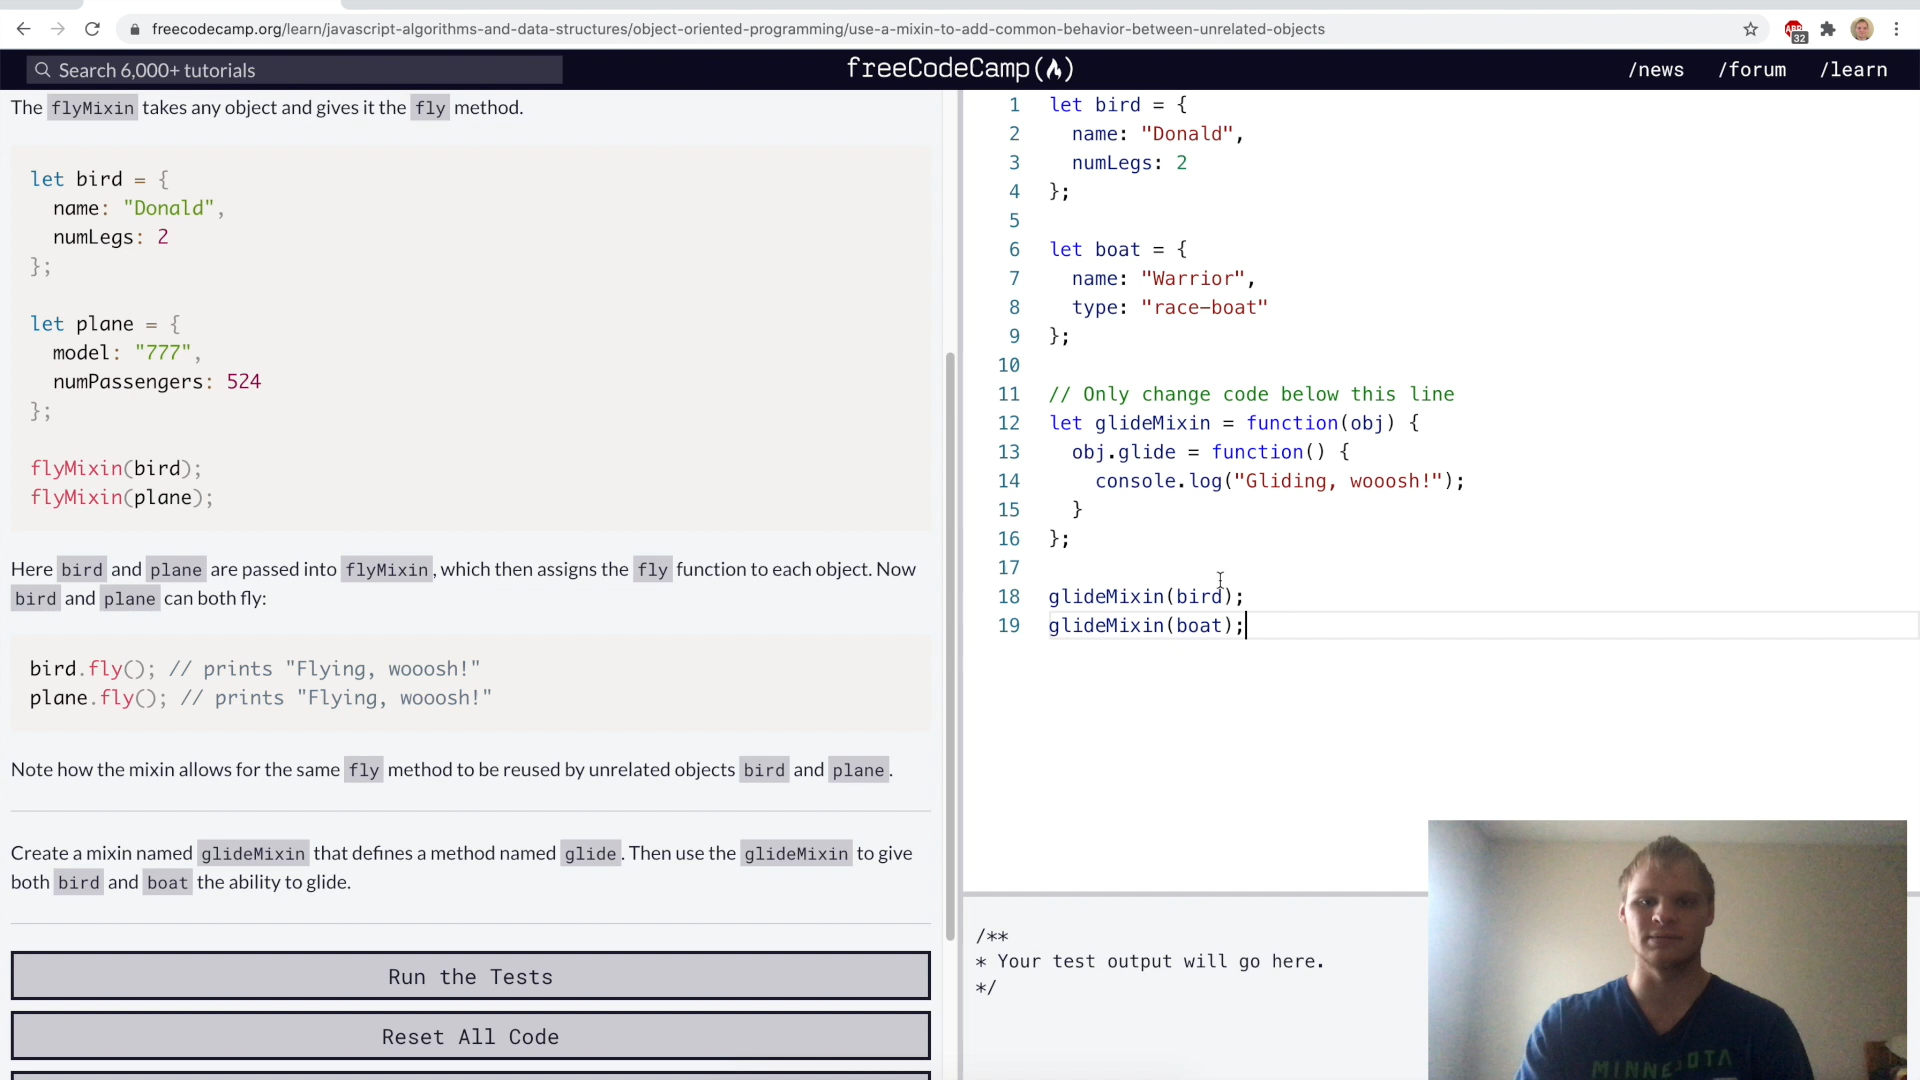 freecodecamp.org/learn/javascript-algorithms-and-data-structures/object-oriented-programming/use-a-mixin-to-add-common-behavior-between-unrelated-objects
ABP
32
Search 6,000+ tutorials
freeCodeCamp(🔥)
/news /forum /learn
The flyMixin takes any object and gives it the fly method.
let bird = {
name: "Donald",
numLegs: 2
};
let plane = {
model: "777",
numPassengers: 524
};
flyMixin(bird);
flyMixin(plane);
Here bird and plane are passed into flyMixin, which then assigns the fly function to each object. Now
bird and plane can both fly:
bird.fly(); // prints "Flying, wooosh!"
plane.fly(); // prints "Flying, wooosh!"
Note how the mixin allows for the same fly method to be reused by unrelated objects bird and plane.
Create a mixin named glideMixin that defines a method named glide. Then use the glideMixin to give
both bird and boat the ability to glide.
Run the Tests
Reset All Code
1 let bird = {
2 name: "Donald",
3 numLegs: 2
4 };
5
6 let boat = {
7 name: "Warrior",
8 type: "race-boat"
9 };
10
11 // Only change code below this line
12 let glideMixin = function(obj) {
13 obj.glide = function() {
14 console.log("Gliding, wooosh!");
15 }
16 };
17
18 glideMixin(bird);
19 glideMixin(boat);
/**
* Your test output will go here.
*/
MINNESOTA